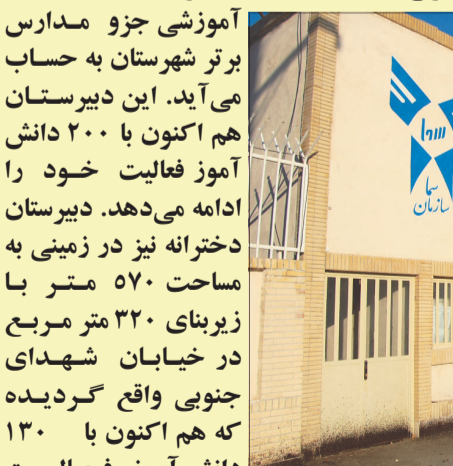 آموزشی جزو مدارس
برتر شهرستان به حساب
می‌آید. این دبیرستان
هم اکنون با ۲۰۰ دانش
آموز فعالیت خود را
ادامه می‌دهد. دبیرستان
دخترانه نیز در زمینی به
مساحت ۵۷۰ متر با
زیربنای ۳۲۰ متر مربع
در خیابان شهدای
جنوبی واقع گردیده
که هم اکنون با ۱۳۰
سما
سما
سازمان